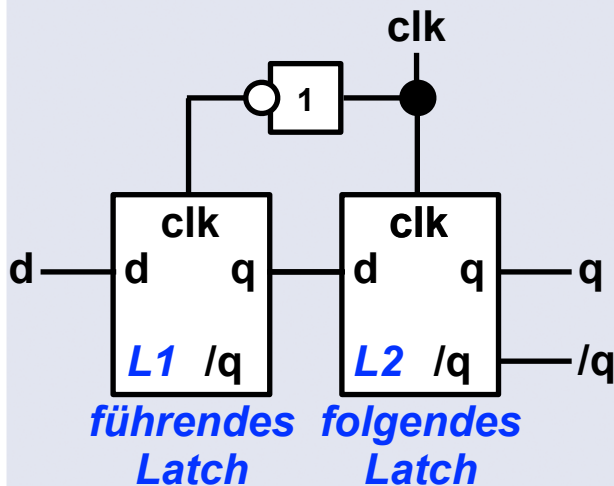 clk
1
clk clk
d d q d q q
L1 /q L2 /q /q
führendes folgendes
Latch Latch